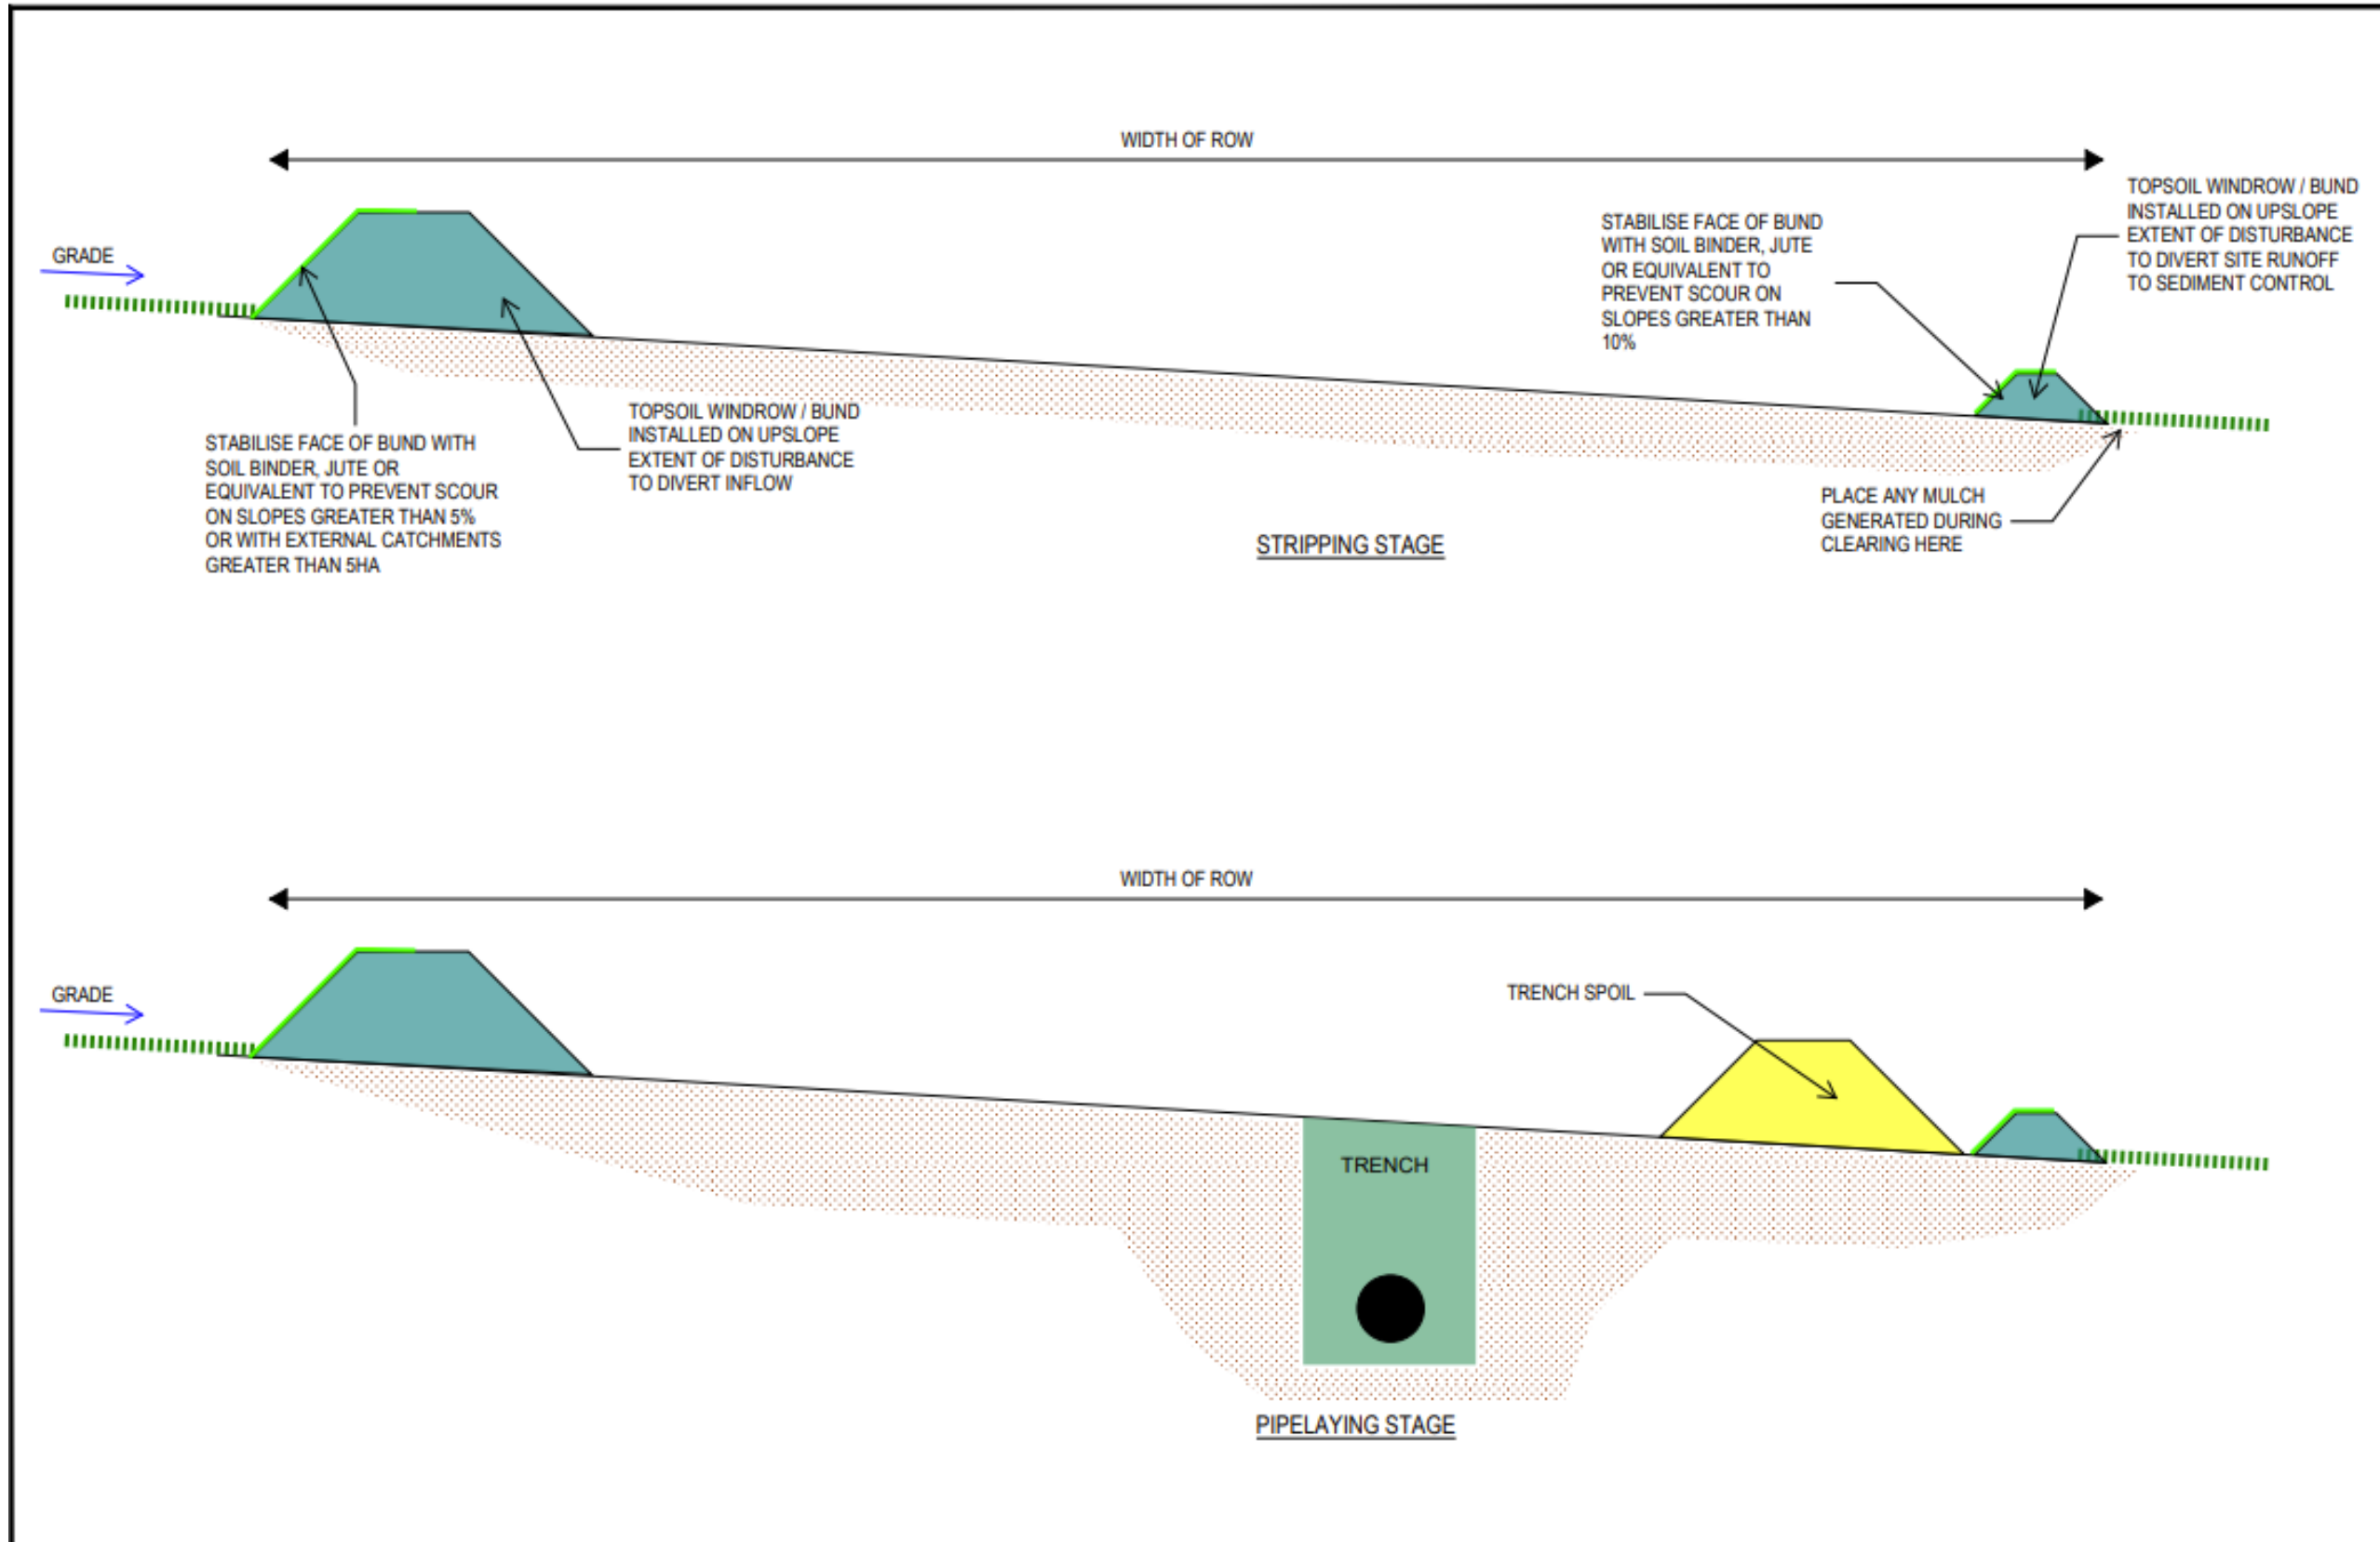 WIDTH OF ROW
TOPSOIL WINDROW / BUND
INSTALLED ON UPSLOPE
EXTENT OF DISTURBANCE
TO DIVERT SITE RUNOFF
TO SEDIMENT CONTROL
STABILISE FACE OF BUND
WITH SOIL BINDER, JUTE
OR EQUIVALENT TO
PREVENT SCOUR ON
SLOPES GREATER THAN
10%
GRADE
TOPSOIL WINDROW / BUND
INSTALLED ON UPSLOPE
EXTENT OF DISTURBANCE
TO DIVERT INFLOW
STABILISE FACE OF BUND WITH
SOIL BINDER, JUTE OR
EQUIVALENT TO PREVENT SCOUR
ON SLOPES GREATER THAN 5%
OR WITH EXTERNAL CATCHMENTS
GREATER THAN 5HA
PLACE ANY MULCH
GENERATED DURING
CLEARING HERE
STRIPPING STAGE
WIDTH OF ROW
GRADE
TRENCH SPOIL
TRENCH
PIPELAYING STAGE